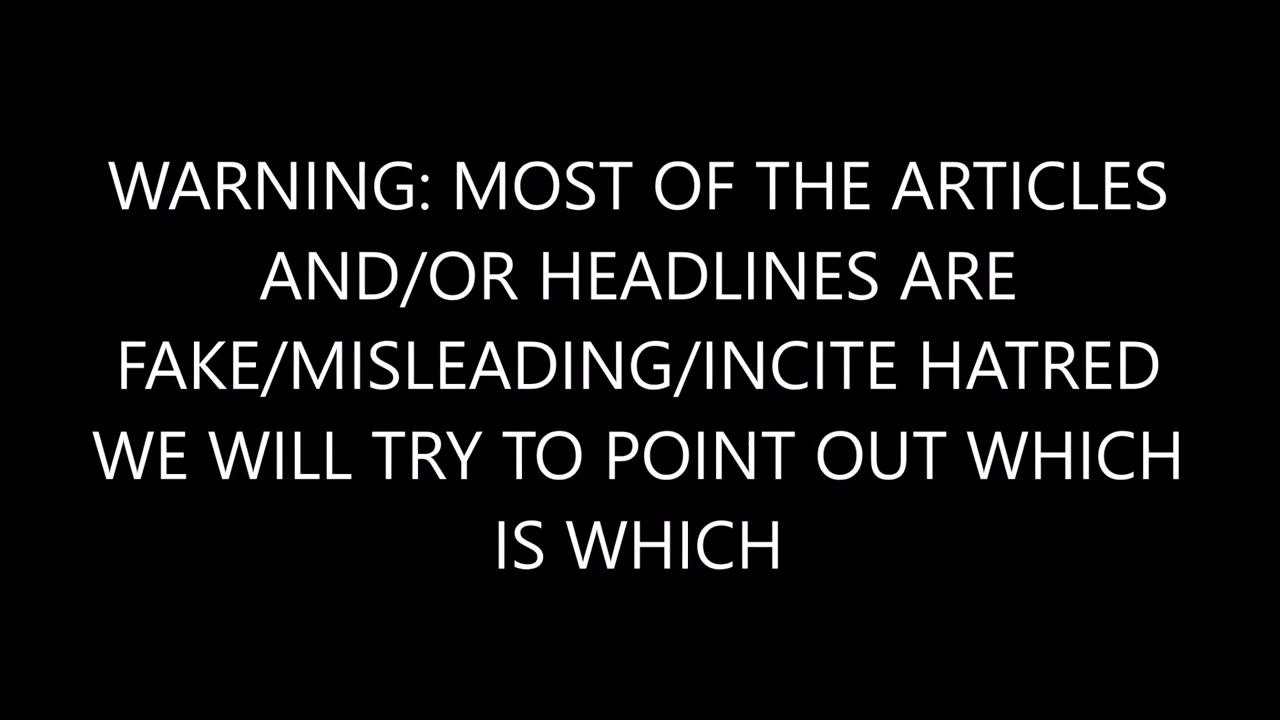 WARNING: MOST OF THE ARTICLES
AND/OR HEADLINES ARE
FAKE/MISLEADING/INCITE HATRED
WE WILL TRY TO POINT OUT WHICH
IS WHICH